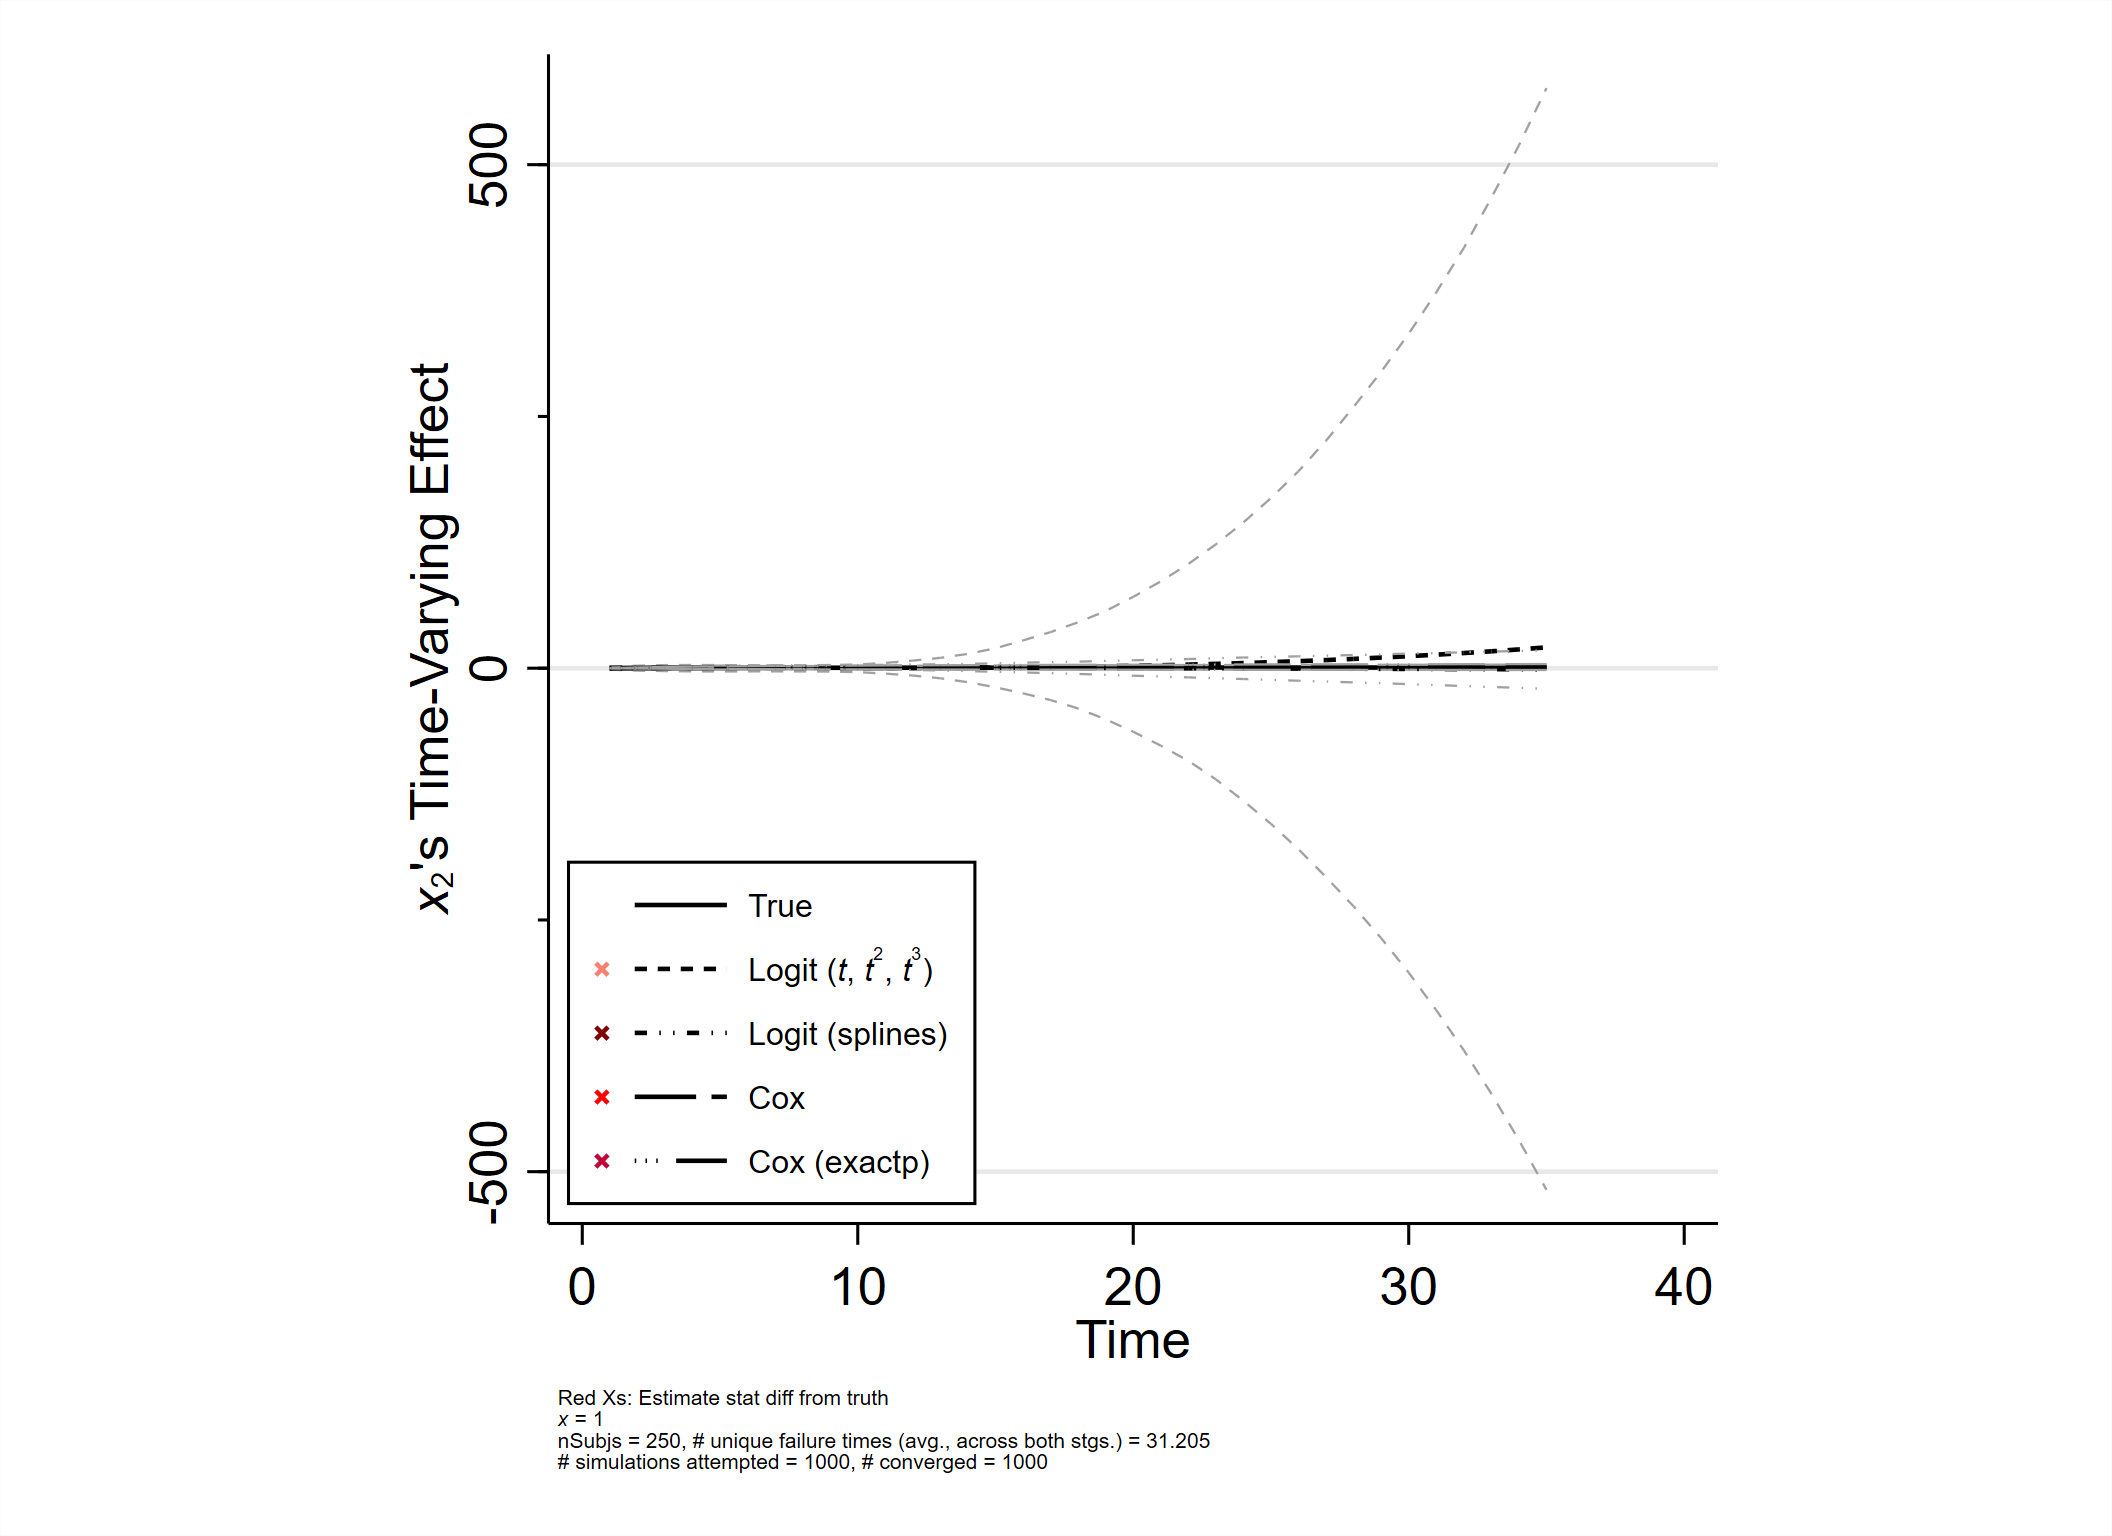 500
0
-500
x₂'s Time-Varying Effect
True
Logit (t, t², t³)
Logit (splines)
Cox
Cox (exactp)
0 10 20 30 40
Time
Red Xs: Estimate stat diff from truth
x = 1
nSubjs = 250, # unique failure times (avg., across both stgs.) = 31.205
# simulations attempted = 1000, # converged = 1000